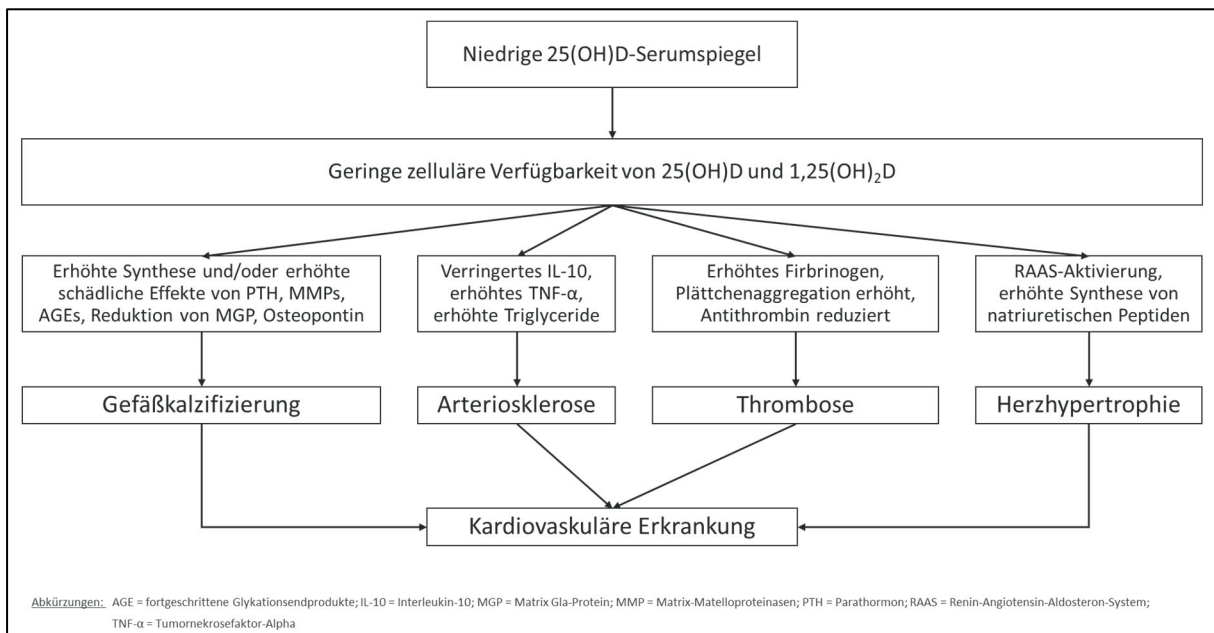 Niedrige 25(OH)D-Serumspiegel
Geringe zelluläre Verfügbarkeit von 25(OH)D und 1,25(OH)₂D
Erhöhte Synthese und/oder erhöhte
schädliche Effekte von PTH, MMPs,
AGEs, Reduktion von MGP, Osteopontin
Verringertes IL-10,
erhöhtes TNF-α,
erhöhte Triglyceride
Erhöhtes Firbrinogen,
Plättchenaggregation erhöht,
Antithrombin reduziert
RAAS-Aktivierung,
erhöhte Synthese von
natriuretischen Peptiden
Gefäßkalzifizierung
Arteriosklerose
Thrombose
Herzhypertrophie
Kardiovaskuläre Erkrankung
Abkürzungen: AGE = fortgeschrittene Glykationsendprodukte; IL-10 = Interleukin-10; MGP = Matrix Gla-Protein; MMP = Matrix-Matelloproteinasen; PTH = Parathormon; RAAS = Renin-Angiotensin-Aldosteron-System;
TNF-α = Tumornekrosefaktor-Alpha